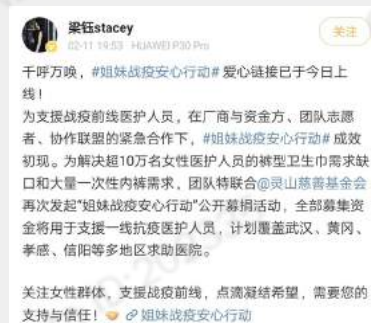 梁钰stacey
关注
02-11 19:53 HUAWEI P30 Pro
千呼万唤，#姐妹战疫安心行动# 爱心链接已于今日上
线！
为支援战疫前线医护人员，在厂商与资金方、团队志愿
者、协作联盟的紧急合作下，#姐妹战疫安心行动# 成效
初现。为解决超10万名女性医护人员的裤型卫生巾需求缺
口和大量一次性内裤需求，团队特联合@灵山慈善基金会
再次发起“姐妹战疫安心行动”公开募捐活动，全部募集资
金将用于支援一线抗疫医护人员，计划覆盖武汉、黄冈、
孝感、信阳等多地区求助医院。
关注女性群体，支援战疫前线，点滴凝结希望，需要您的
支持与信任！ 姐妹战疫安心行动